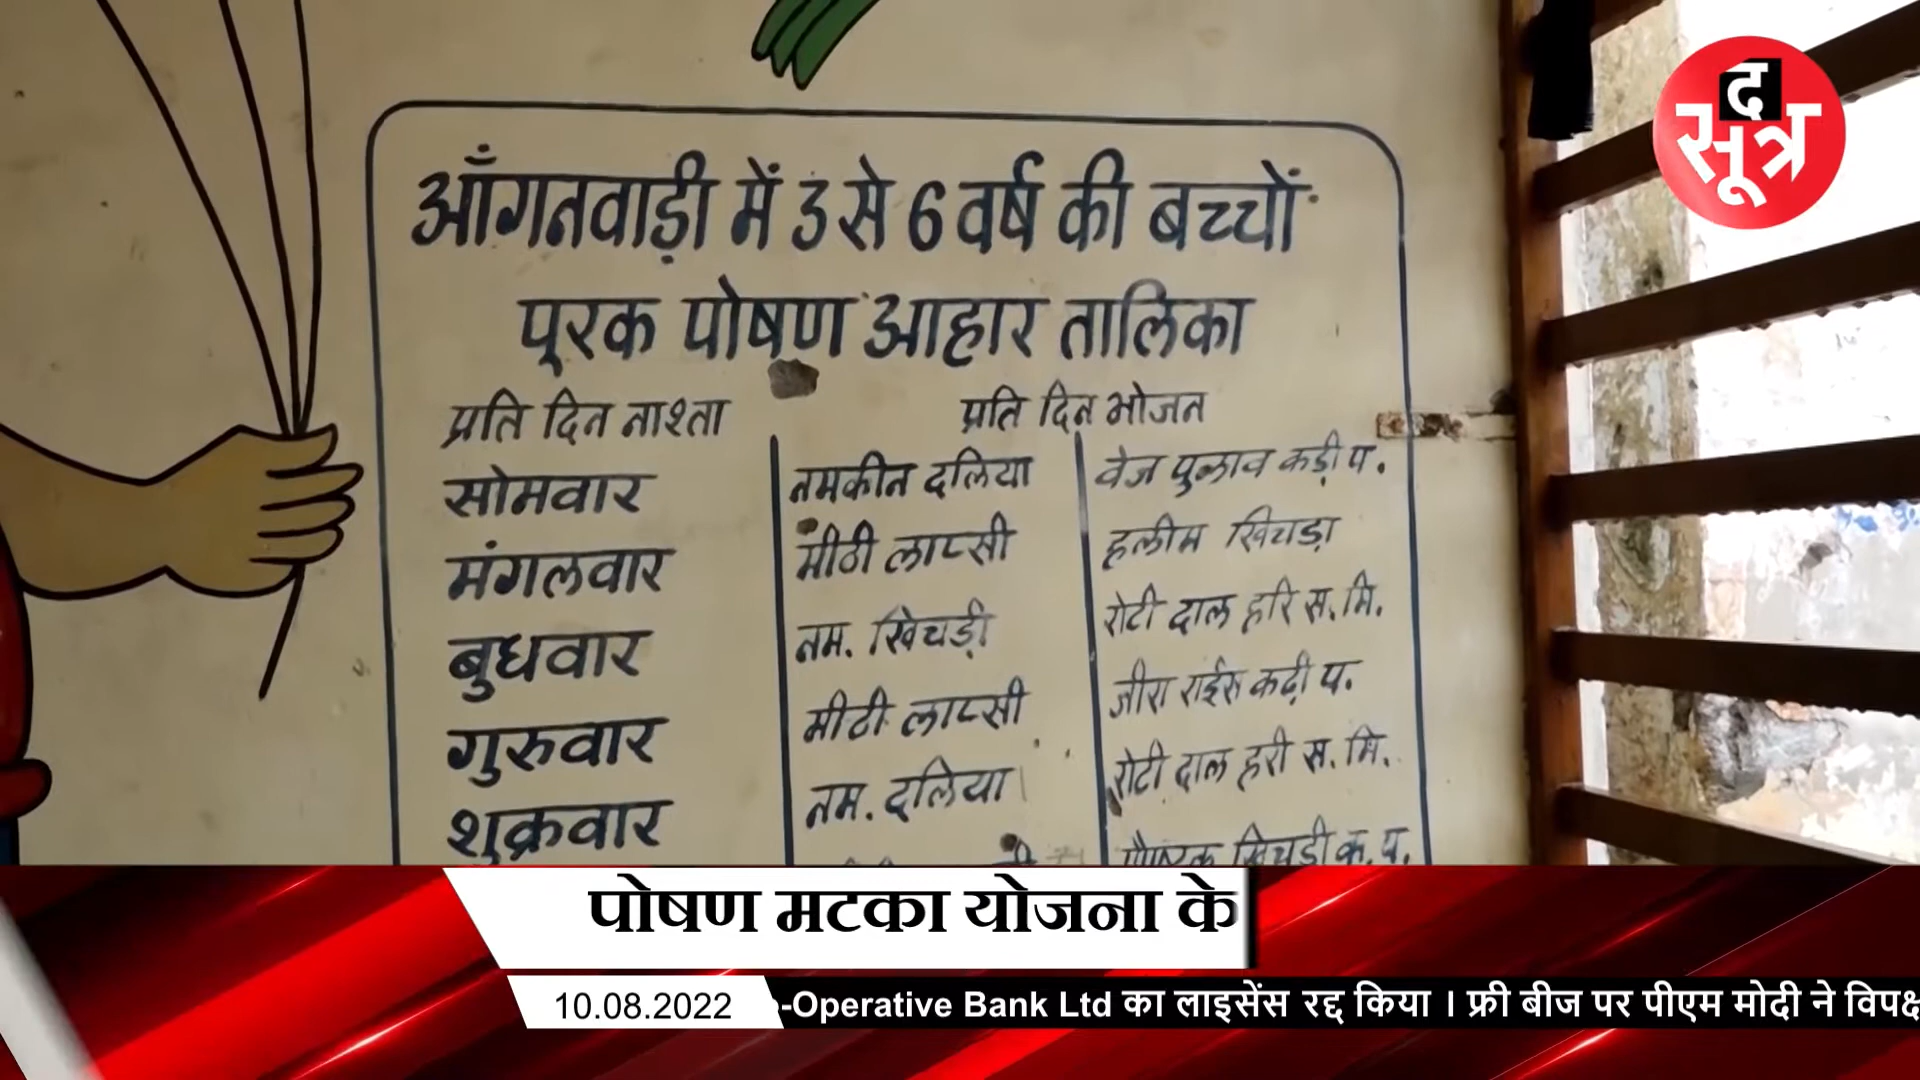 द
सूत्र
आँगनवाड़ी में 3 से 6 वर्ष की बच्चों
पूरक पोषण आहार तालिका
प्रति दिन नाश्ता प्रति दिन भोजन
सोमवार नमकीन दलिया वेज पुलाव कड़ी प.
मंगलवार मीठी लाप्सी हलीम खिचड़ा
बुधवार नम. खिचड़ी रोटी दाल हरि स. मि.
गुरुवार मीठी लाप्सी जीरा राईस कढ़ी प.
शुक्रवार नम. दलिया रोटी दाल हरी स. मि.
खिचड़ी क. प.
पोषण मटका योजना के
10.08.2022 -Operative Bank Ltd का लाइसेंस रद्द किया । फ्री बीज पर पीएम मोदी ने विपक्ष